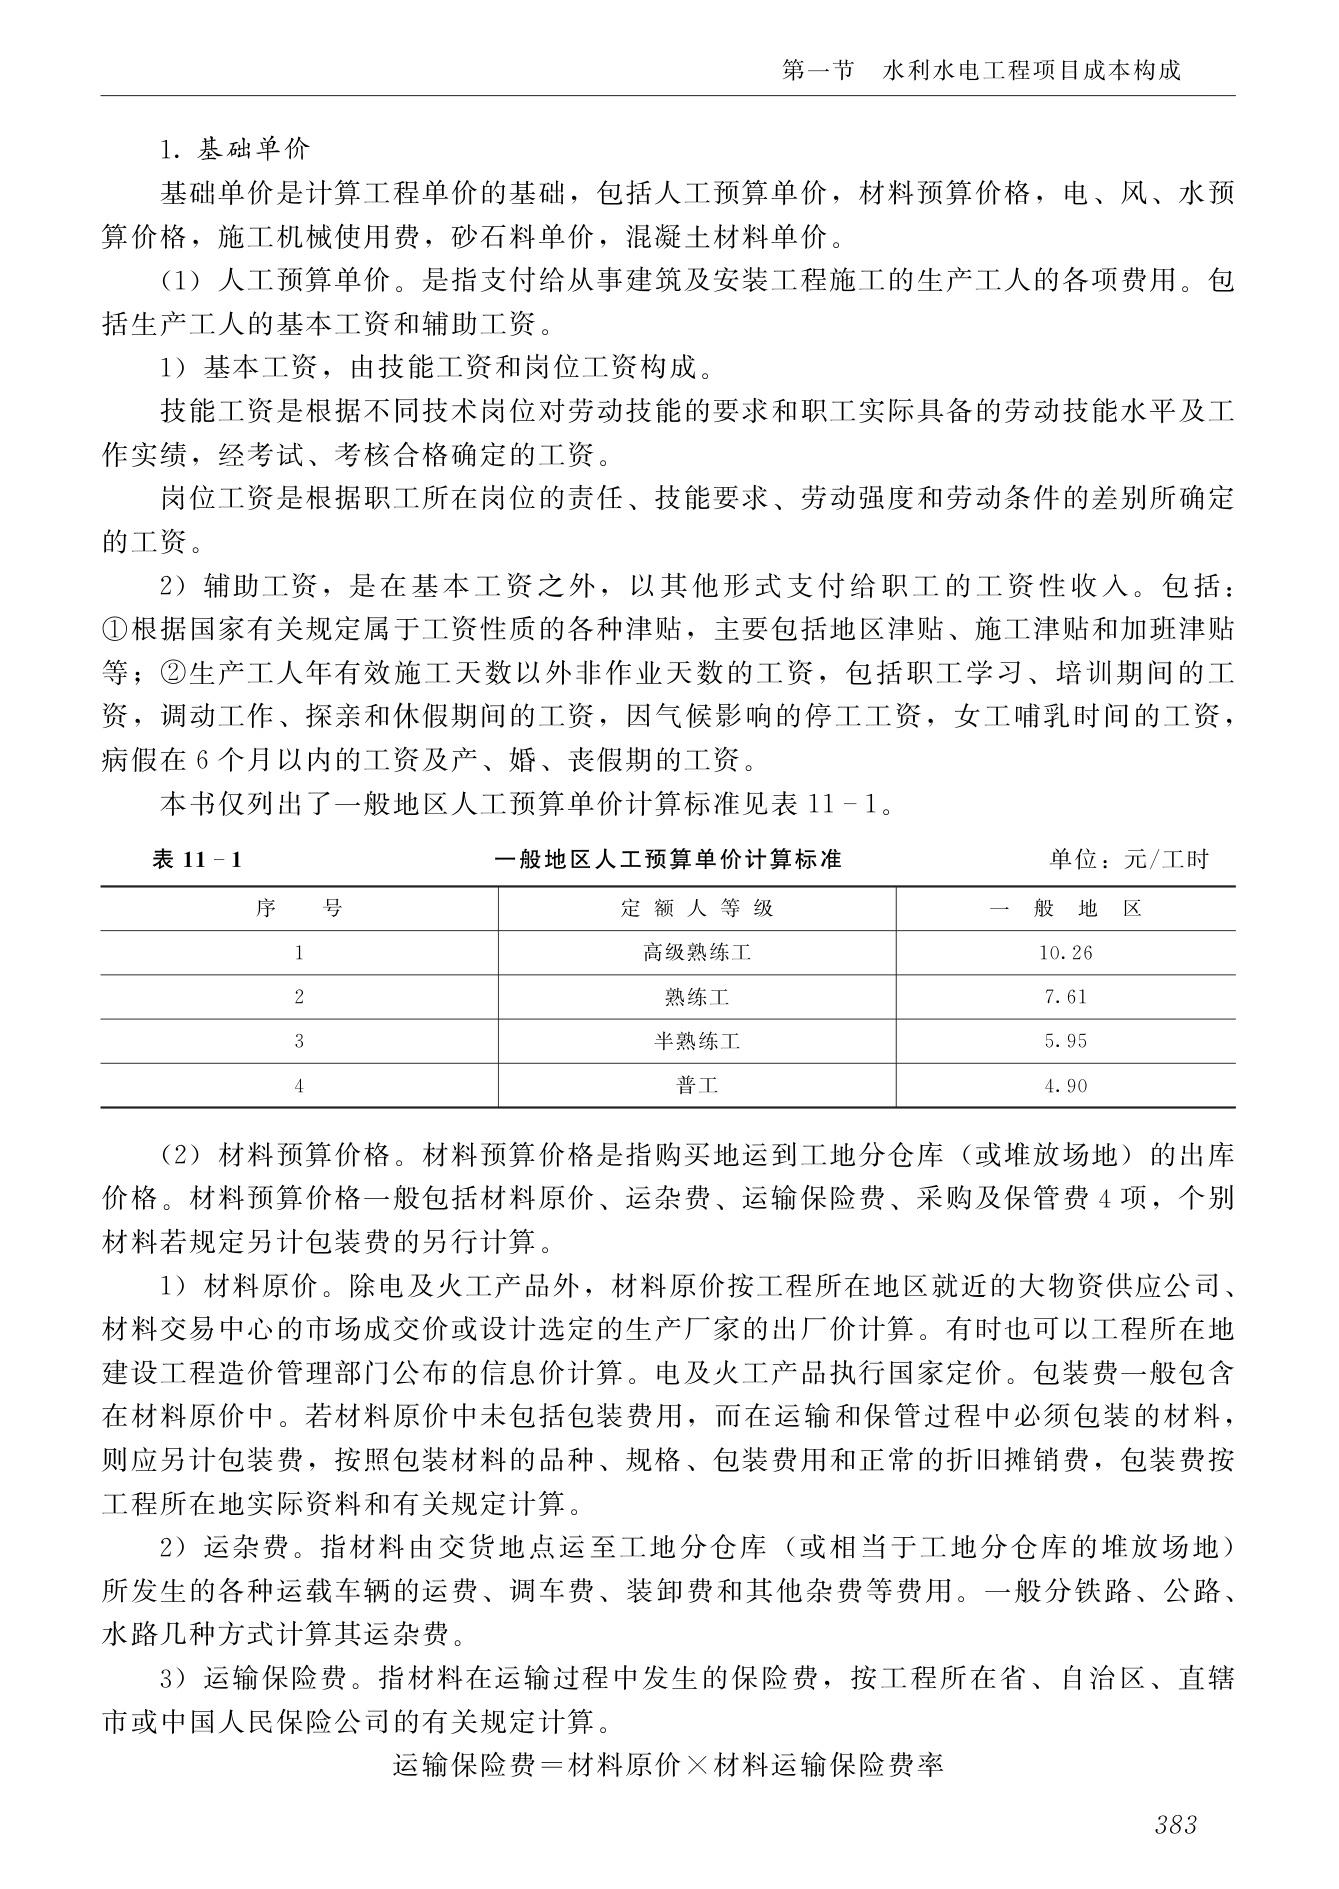 第一节　水利水电工程项目成本构成
1. 基础单价
基础单价是计算工程单价的基础，包括人工预算单价，材料预算价格，电、风、水预
算价格，施工机械使用费，砂石料单价，混凝土材料单价。
（1）人工预算单价。是指支付给从事建筑及安装工程施工的生产工人的各项费用。包
括生产工人的基本工资和辅助工资。
1）基本工资，由技能工资和岗位工资构成。
技能工资是根据不同技术岗位对劳动技能的要求和职工实际具备的劳动技能水平及工
作实绩，经考试、考核合格确定的工资。
岗位工资是根据职工所在岗位的责任、技能要求、劳动强度和劳动条件的差别所确定
的工资。
2）辅助工资，是在基本工资之外，以其他形式支付给职工的工资性收入。包括：
①根据国家有关规定属于工资性质的各种津贴，主要包括地区津贴、施工津贴和加班津贴
等；②生产工人年有效施工天数以外非作业天数的工资，包括职工学习、培训期间的工
资，调动工作、探亲和休假期间的工资，因气候影响的停工工资，女工哺乳时间的工资，
病假在 6 个月以内的工资及产、婚、丧假期的工资。
本书仅列出了一般地区人工预算单价计算标准见表 11－1。
表 11－1　一般地区人工预算单价计算标准　单位：元/工时
序　号　定额人等级　一般地区
1　高级熟练工　10.26
2　熟练工　7.61
3　半熟练工　5.95
4　普工　4.90
（2）材料预算价格。材料预算价格是指购买地运到工地分仓库（或堆放场地）的出库
价格。材料预算价格一般包括材料原价、运杂费、运输保险费、采购及保管费 4 项，个别
材料若规定另计包装费的另行计算。
1）材料原价。除电及火工产品外，材料原价按工程所在地区就近的大物资供应公司、
材料交易中心的市场成交价或设计选定的生产厂家的出厂价计算。有时也可以工程所在地
建设工程造价管理部门公布的信息价计算。电及火工产品执行国家定价。包装费一般包含
在材料原价中。若材料原价中未包括包装费用，而在运输和保管过程中必须包装的材料，
则应另计包装费，按照包装材料的品种、规格、包装费用和正常的折旧摊销费，包装费按
工程所在地实际资料和有关规定计算。
2）运杂费。指材料由交货地点运至工地分仓库（或相当于工地分仓库的堆放场地）
所发生的各种运载车辆的运费、调车费、装卸费和其他杂费等费用。一般分铁路、公路、
水路几种方式计算其运杂费。
3）运输保险费。指材料在运输过程中发生的保险费，按工程所在省、自治区、直辖
市或中国人民保险公司的有关规定计算。
运输保险费＝材料原价×材料运输保险费率
383